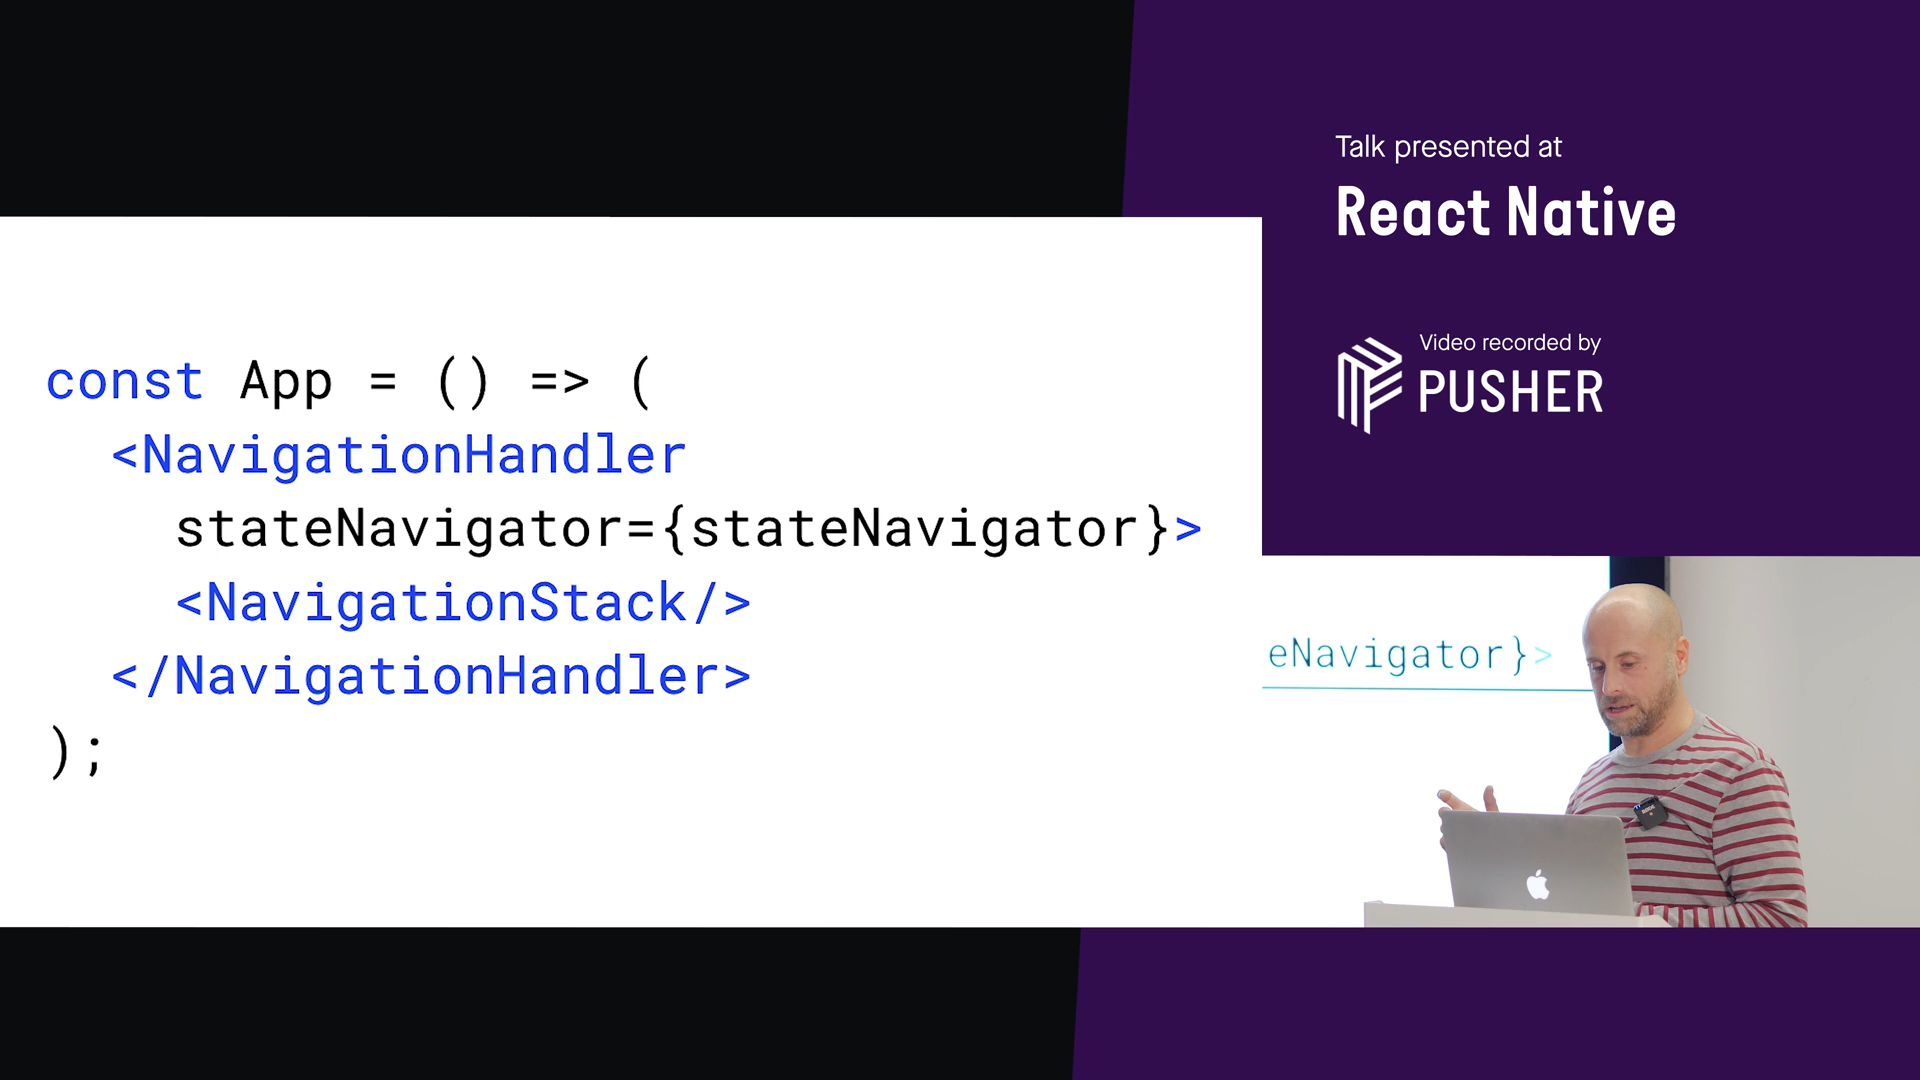 const App = () => (
  <NavigationHandler
    stateNavigator={stateNavigator}>
    <NavigationStack/>
  </NavigationHandler>
);
Talk presented at
React Native
Video recorded by
PUSHER
eNavigator}>